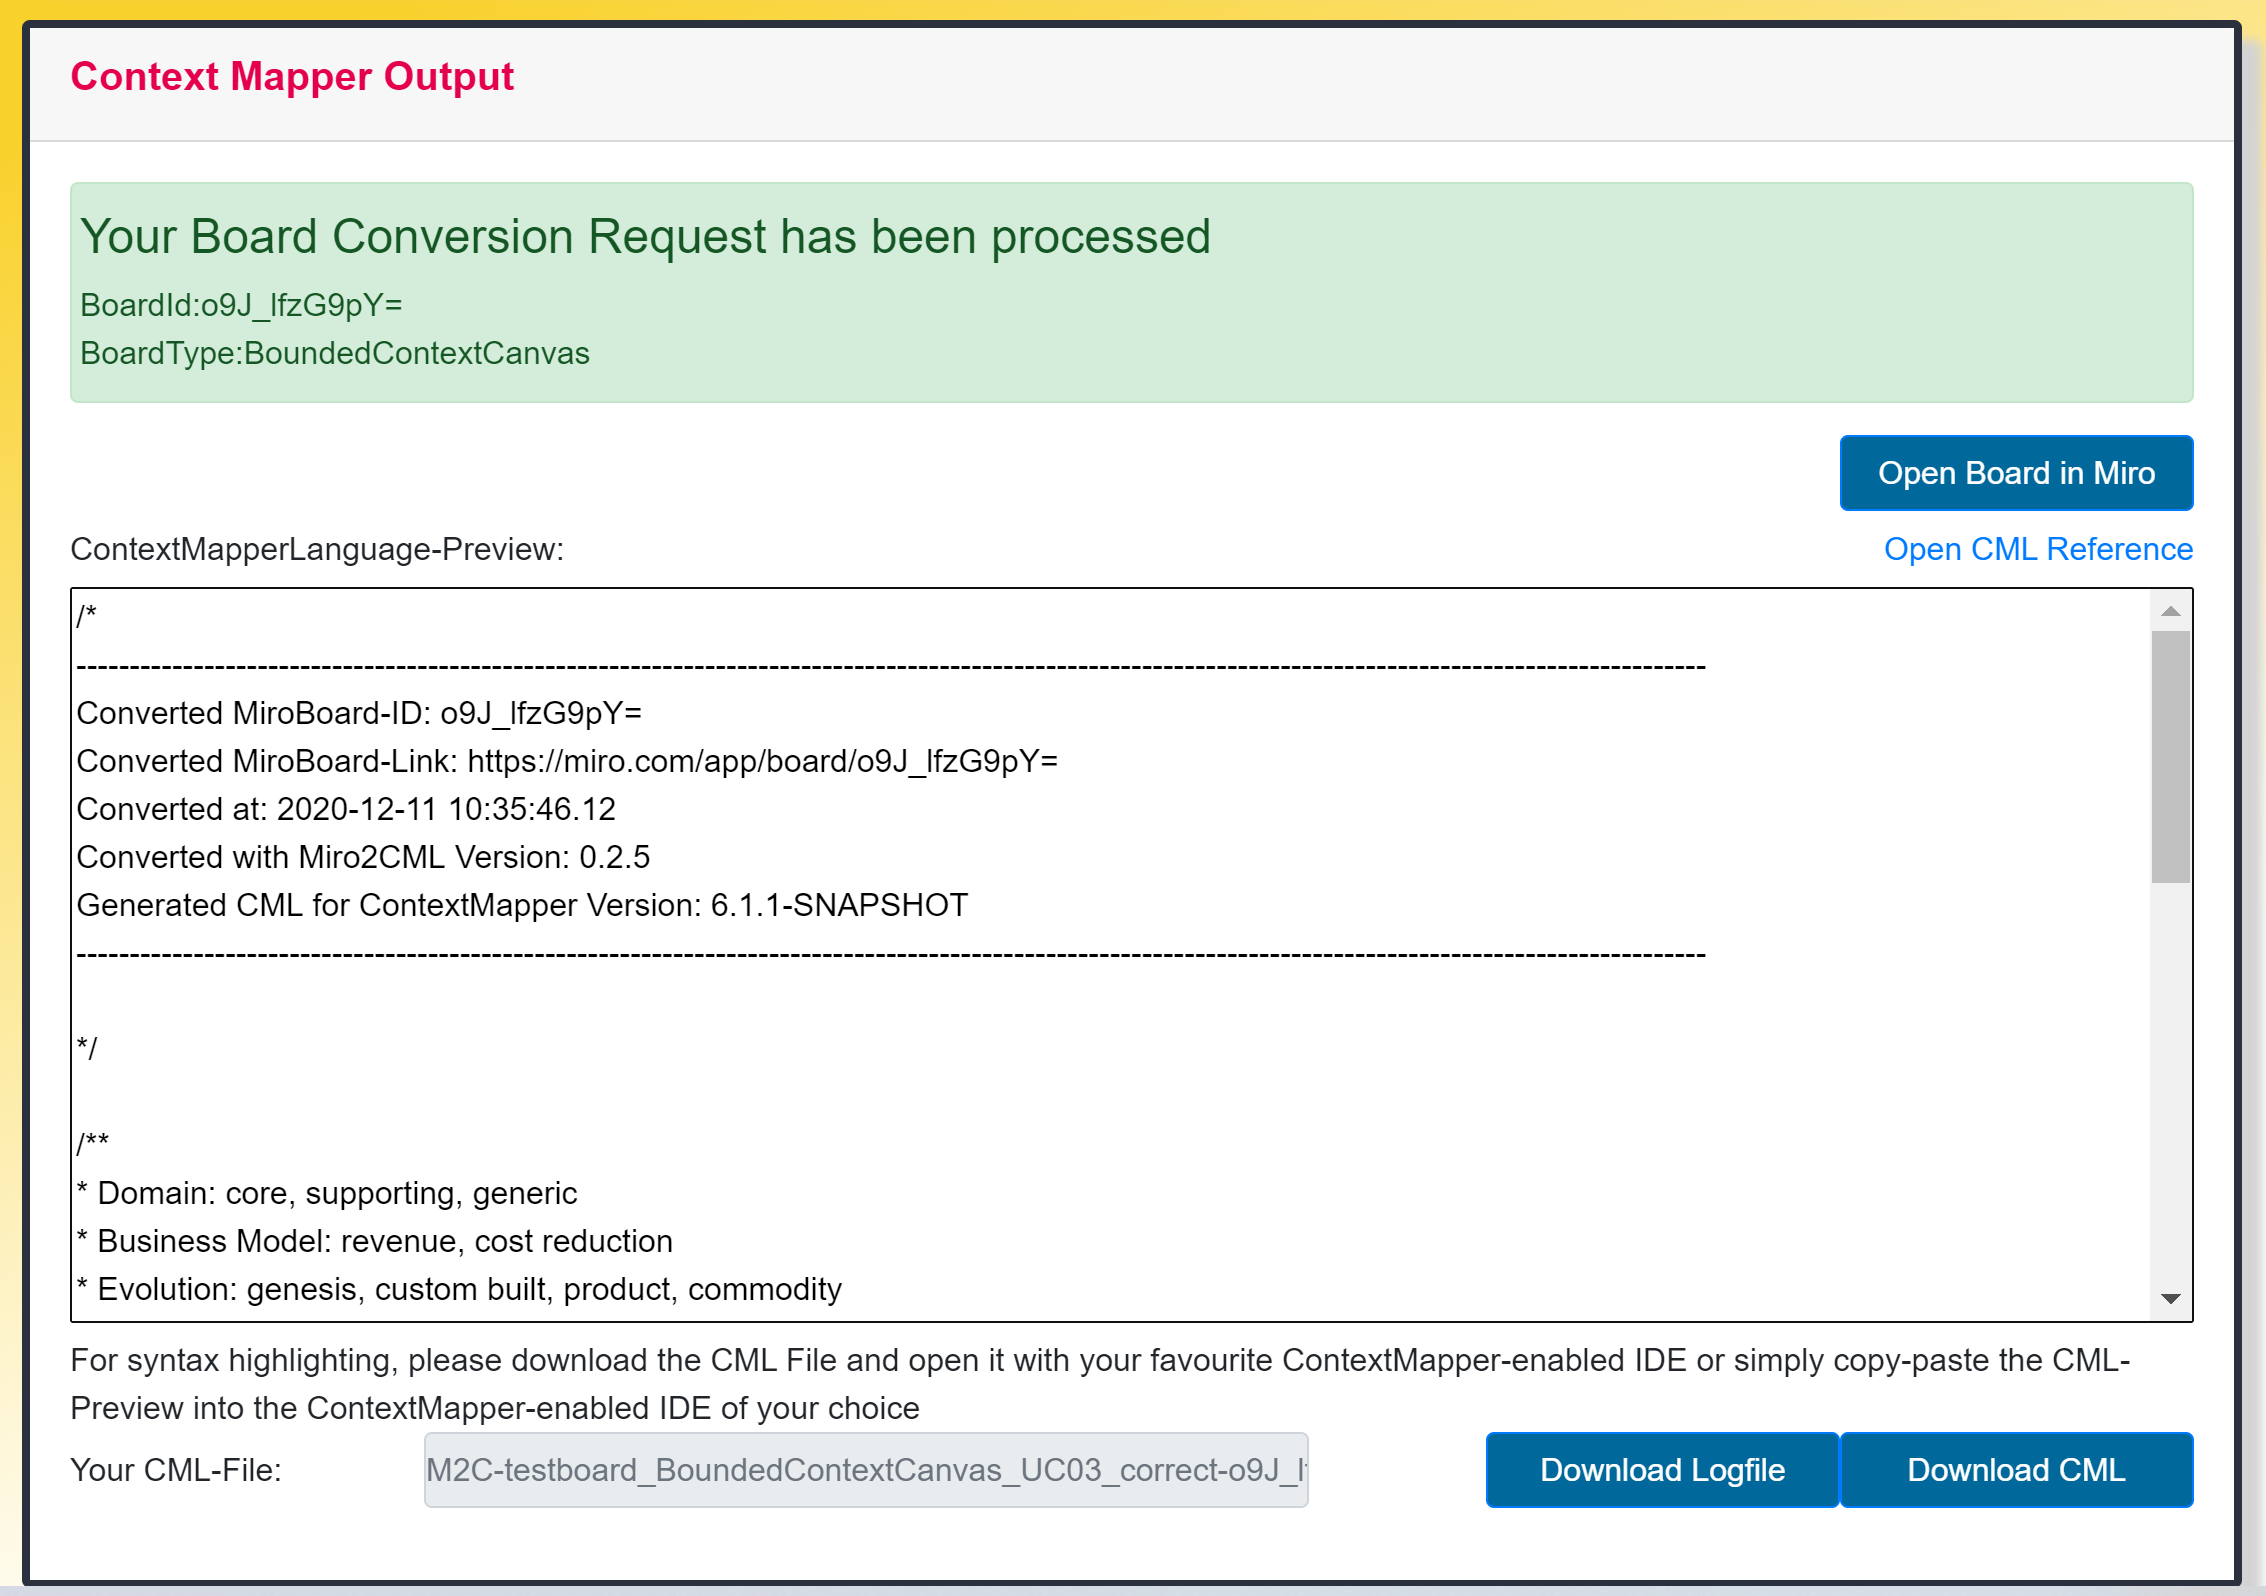 Context Mapper Output
Your Board Conversion Request has been processed
BoardId:o9J_lfzG9pY=
BoardType:BoundedContextCanvas
Open Board in Miro
ContextMapperLanguage-Preview:
Open CML Reference
/*
--------------------------------------------------------------------------------------------------------------------------------------------------------
Converted MiroBoard-ID: o9J_lfzG9pY=
Converted MiroBoard-Link: https://miro.com/app/board/o9J_lfzG9pY=
Converted at: 2020-12-11 10:35:46.12
Converted with Miro2CML Version: 0.2.5
Generated CML for ContextMapper Version: 6.1.1-SNAPSHOT
--------------------------------------------------------------------------------------------------------------------------------------------------------
*/
/**
* Domain: core, supporting, generic
* Business Model: revenue, cost reduction
* Evolution: genesis, custom built, product, commodity
For syntax highlighting, please download the CML File and open it with your favourite ContextMapper-enabled IDE or simply copy-paste the CML-
Preview into the ContextMapper-enabled IDE of your choice
Your CML-File:
M2C-testboard_BoundedContextCanvas_UC03_correct-o9J_l
Download Logfile
Download CML